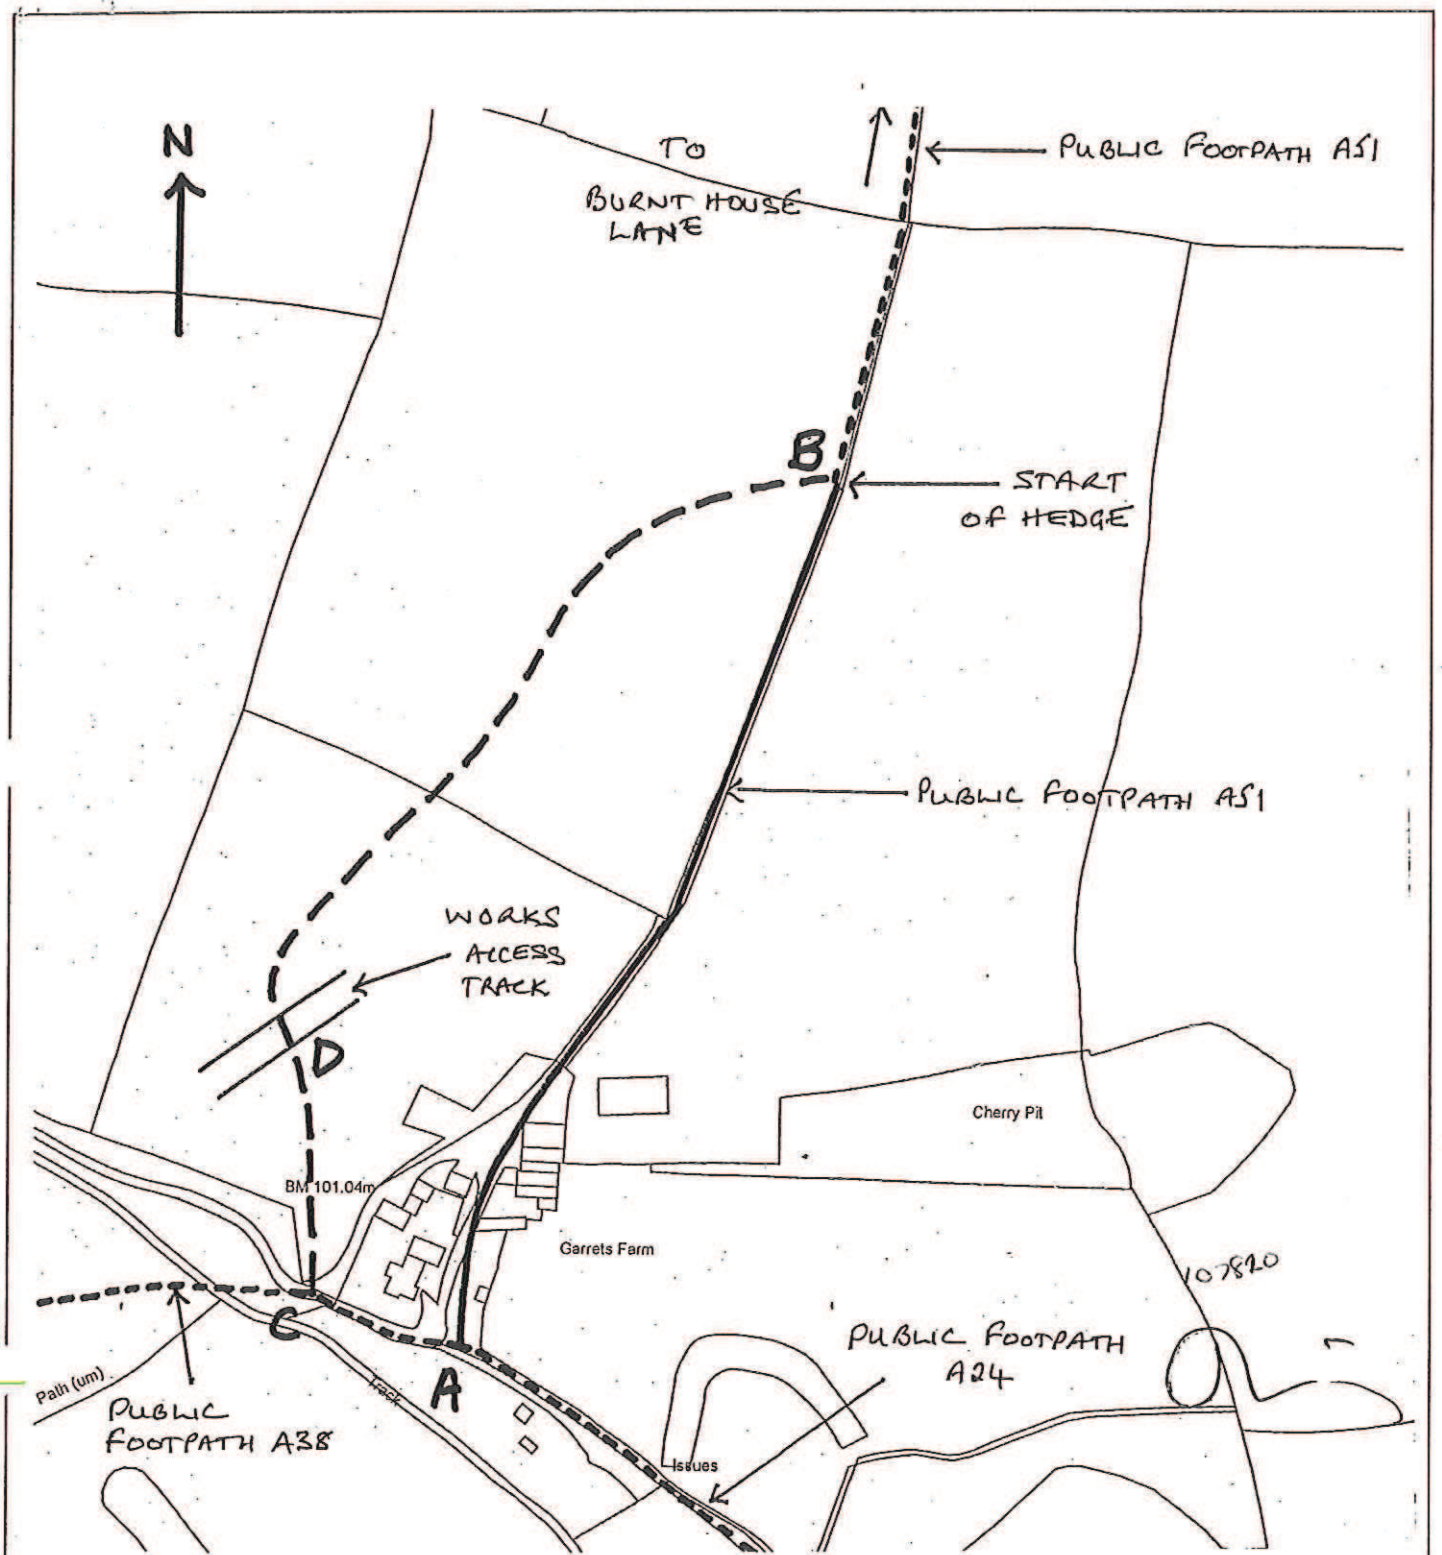 N
TO
BURNT HOUSE
LANE
PUBLIC FOOTPATH A51
B
START
OF HEDGE
PUBLIC FOOTPATH A51
WORKS
ACCESS
TRACK
D
Cherry Pit
BM 101.04m
Garrets Farm
107820
C
PUBLIC FOOTPATH
A24
A
Path (um)
Track
PUBLIC
FOOTPATH A38
Issues